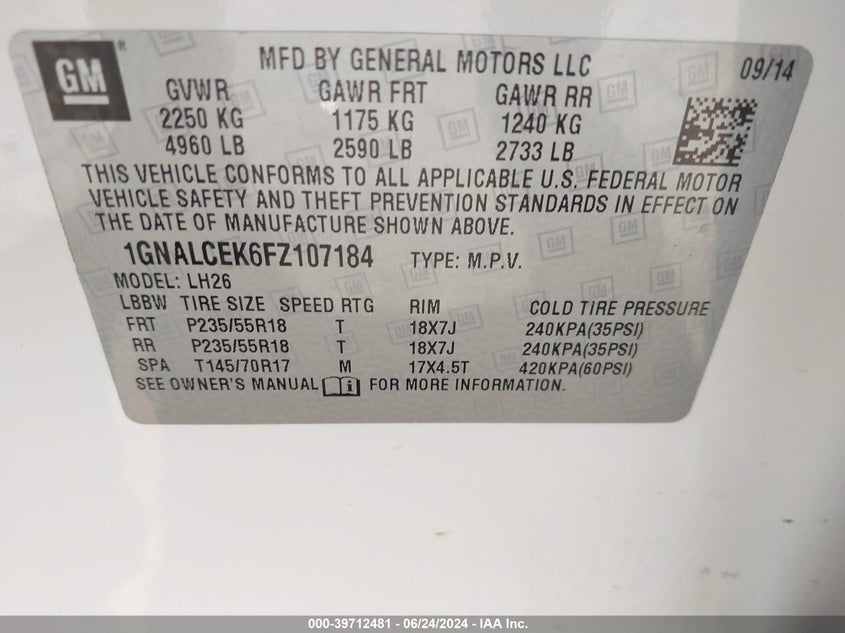 GM
®
MFD BY GENERAL MOTORS LLC
09/14
GVWR GAWR FRT GAWR RR
2250 KG 1175 KG 1240 KG
4960 LB 2590 LB 2733 LB
THIS VEHICLE CONFORMS TO ALL APPLICABLE U.S. FEDERAL MOTOR
VEHICLE SAFETY AND THEFT PREVENTION STANDARDS IN EFFECT ON
THE DATE OF MANUFACTURE SHOWN ABOVE.
1GNALCEK6FZ107184 TYPE: M.P.V.
MODEL: LH26
LBBW TIRE SIZE SPEED RTG RIM COLD TIRE PRESSURE
FRT P235/55R18 T 18X7J 240KPA(35PSI)
RR P235/55R18 T 18X7J 240KPA(35PSI)
SPA T145/70R17 M 17X4.5T 420KPA(60PSI)
SEE OWNER'S MANUAL i FOR MORE INFORMATION.
000-39712481 - 06/24/2024 - IAA Inc.